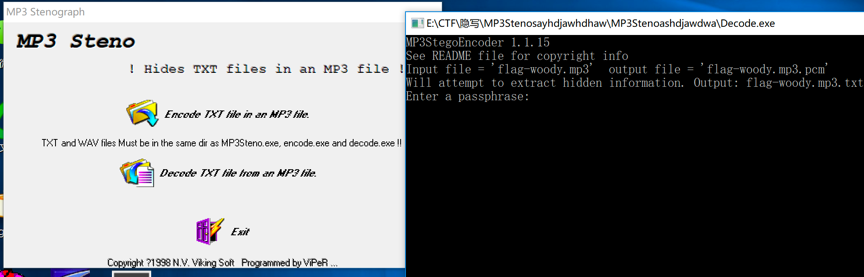 MP3 Stenograph
MP3 Steno
! Hides TXT files in an MP3 file !
Encode TXT file in an MP3 file.
TXT and WAV files Must be in the same dir as MP3Steno.exe, encode.exe and decode.exe !!
Decode TXT file from an MP3 file.
Exit
Copyright ?1998 N.V. Viking Soft Programmed by ViPeR ...
E:\CTF\隐写\MP3Stenosayhdjawhdhaw\MP3Stenoashdjawdwa\Decode.exe
MP3StegoEncoder 1.1.15
See README file for copyright info
Input file = 'flag-woody.mp3' output file = 'flag-woody.mp3.pcm'
Will attempt to extract hidden information. Output: flag-woody.mp3.txt
Enter a passphrase: